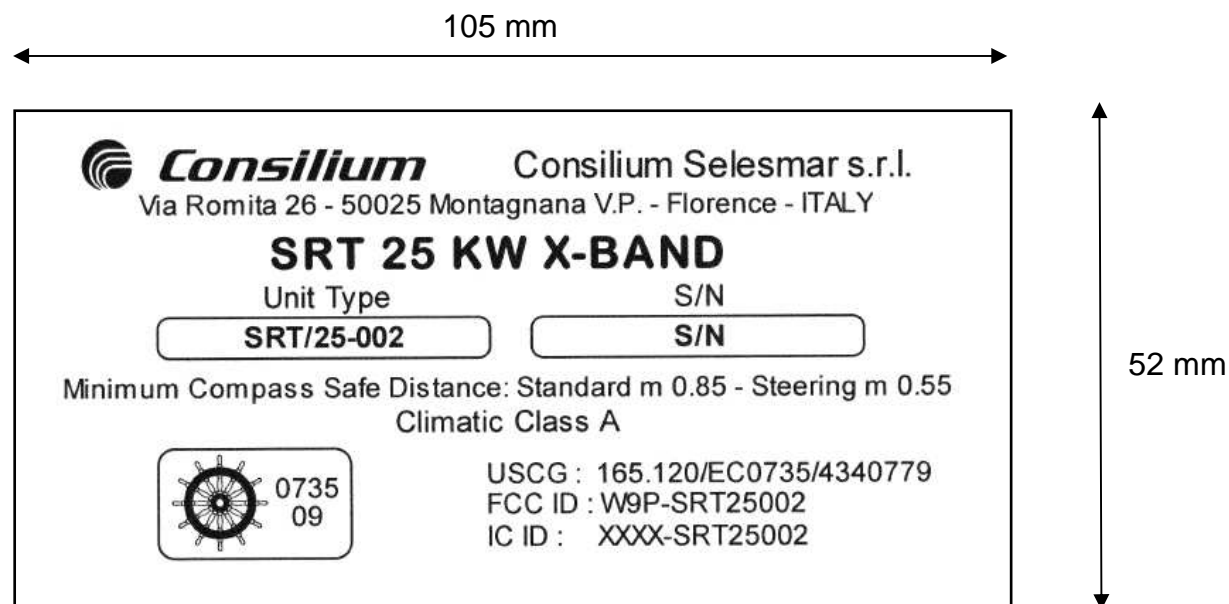 105 mm
Consilium Consilium Selesmar s.r.l.
Via Romita 26 - 50025 Montagnana V.P. - Florence - ITALY
SRT 25 KW X-BAND
Unit Type S/N
SRT/25-002 S/N
52 mm
Minimum Compass Safe Distance: Standard m 0.85 - Steering m 0.55
Climatic Class A
0735
09
USCG : 165.120/EC0735/4340779
FCC ID : W9P-SRT25002
IC ID : XXXX-SRT25002